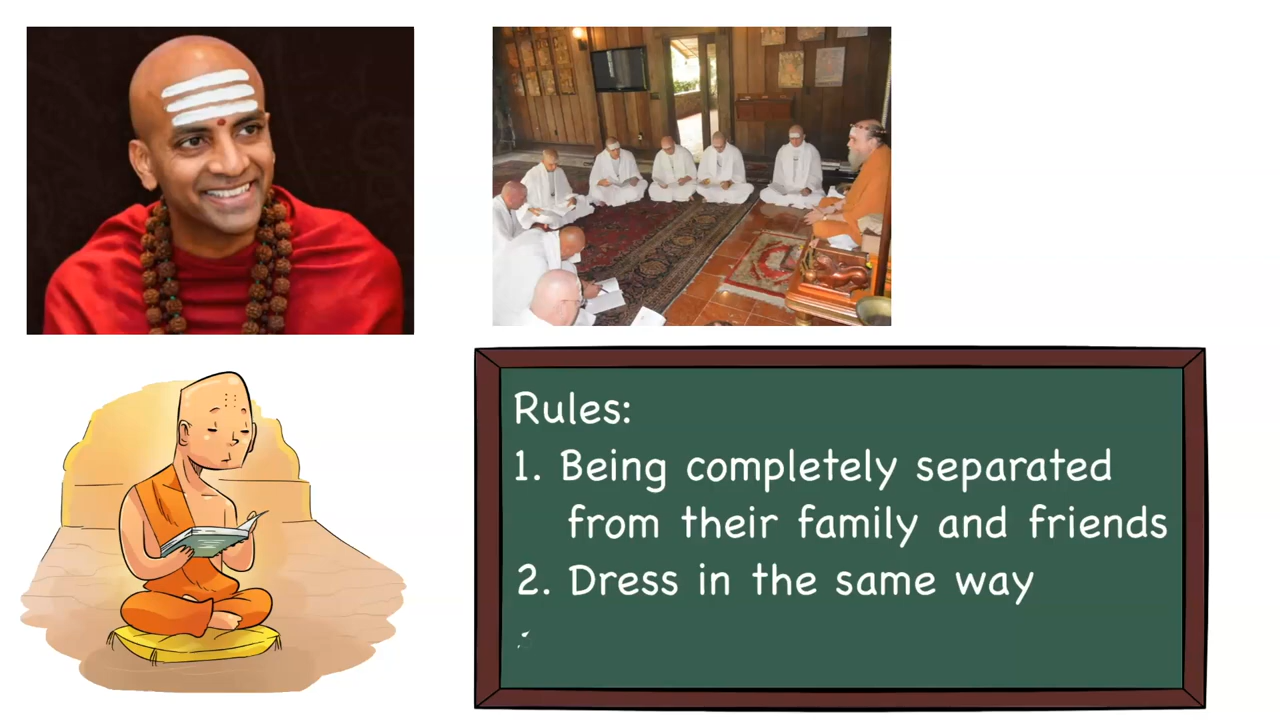 Rules:
1. Being completely separated
from their family and friends
2. Dress in the same way